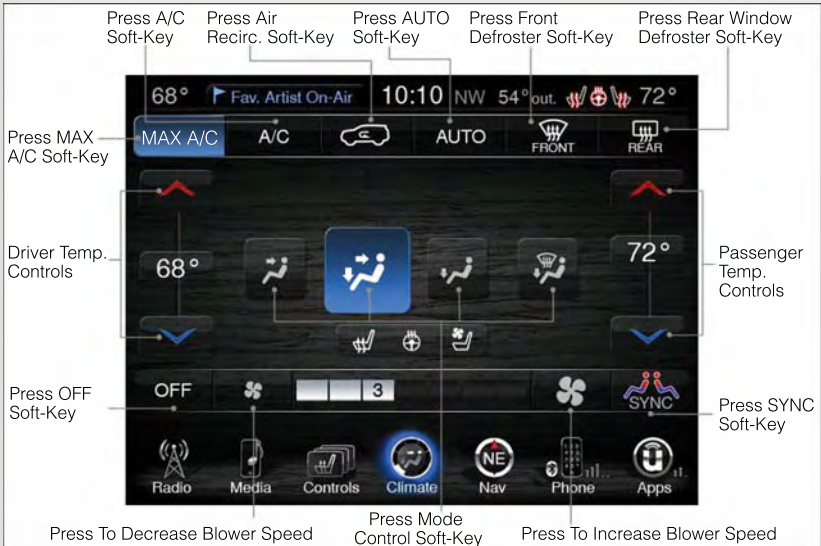 Press A/C
Soft-Key
Press Air
Recirc. Soft-Key
Press AUTO
Soft-Key
Press Front
Defroster Soft-Key
Press Rear Window
Defroster Soft-Key
68° Fav. Artist On-Air 10:10 NW 54° out. 72°
Press MAX
A/C Soft-Key
MAX A/C A/C AUTO FRONT REAR
Driver Temp.
Controls
68°
72°
Passenger
Temp.
Controls
Press OFF
Soft-Key
OFF 3 SYNC
Press SYNC
Soft-Key
NE
Radio Media Controls Climate Nav Phone Apps
Press To Decrease Blower Speed
Press Mode
Control Soft-Key
Press To Increase Blower Speed